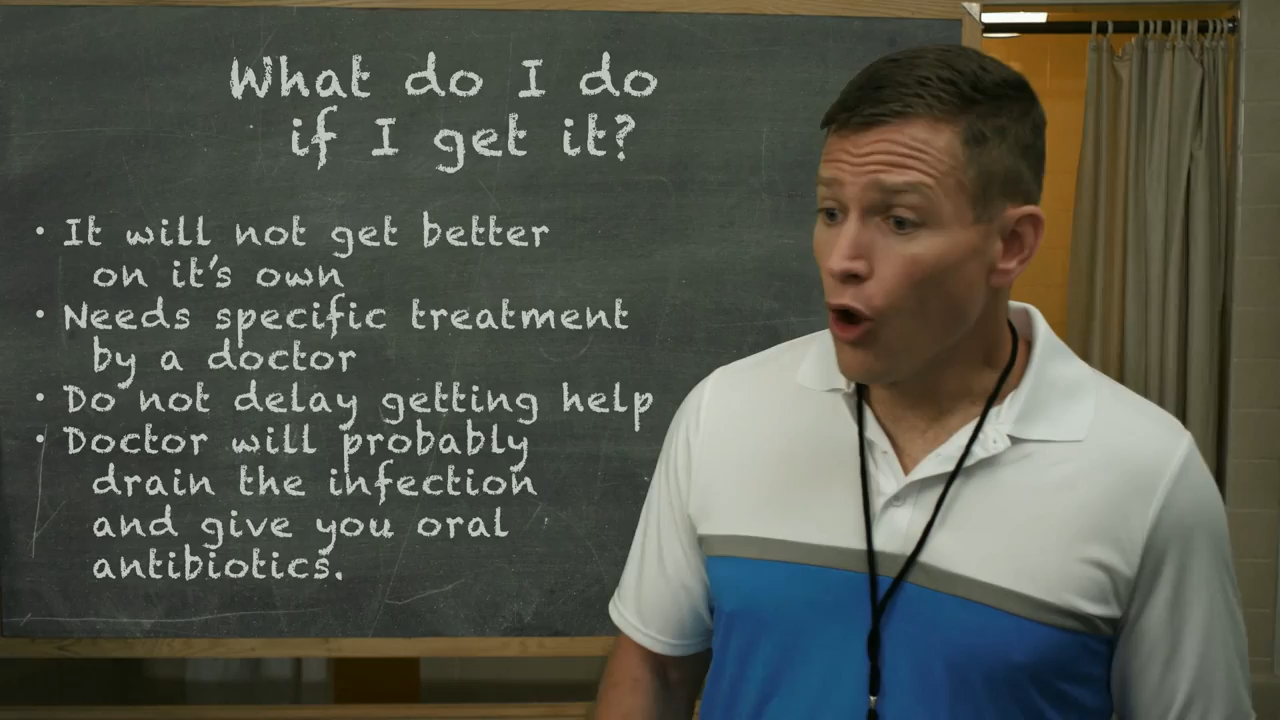 What do I do
if I get it?
• It will not get better
on it's own
• Needs specific treatment
by a doctor
• Do not delay getting help
• Doctor will probably
drain the infection
and give you oral
antibiotics.